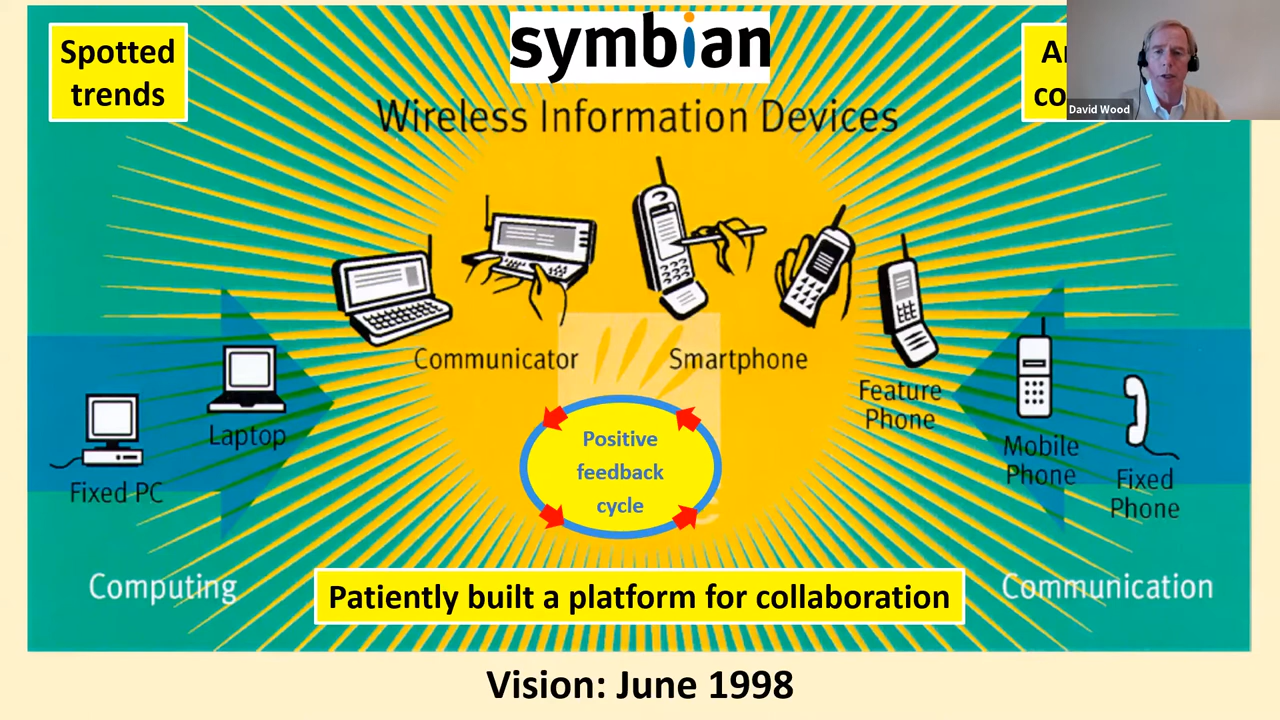 Spotted
trends
symbian
David Wood
Wireless Information Devices
Communicator
Smartphone
Feature
Phone
Laptop
Fixed PC
Mobile
Phone
Fixed
Phone
Positive
feedback
cycle
Computing
Patiently built a platform for collaboration
Communication
Vision: June 1998